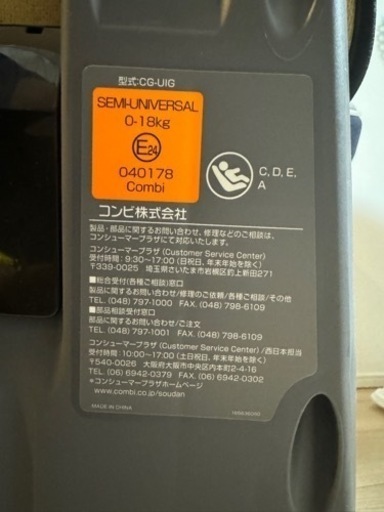 型式:CG-UIG
SEMI-UNIVERSAL
0-18kg
E24
040178
Combi
C, D, E,
A
コンビ株式会社
製品・部品に関するお問い合わせ、修理などのご相談は、
コンシューマープラザにて対応いたします。
コンシューマープラザ (Customer Service Center)
受付時間：9:30～17:00 (日祝日、年末年始を除く)
〒339-0025 埼玉県さいたま市岩槻区釣上新田271
■総合受付(各種ご相談)窓口
製品に関するお問い合わせ/修理のご依頼/各種ご相談/その他
TEL. (048) 797-1000 FAX. (048) 798-6109
■部品相談受付窓口
部品に関するお問い合わせ/ご注文
TEL. (048) 797-1001 FAX. (048) 798-6109
コンシューマープラザ (Customer Service Center) /西日本担当
受付時間：10:00～17:00 (土日祝日、年末年始を除く)
〒540-0026 大阪府大阪市中央区内本町2-4-16
TEL. (06) 6942-0379 FAX. (06) 6942-0302
＊コンシューマープラザホームページ
www.combi.co.jp/soudan
MADE IN CHINA